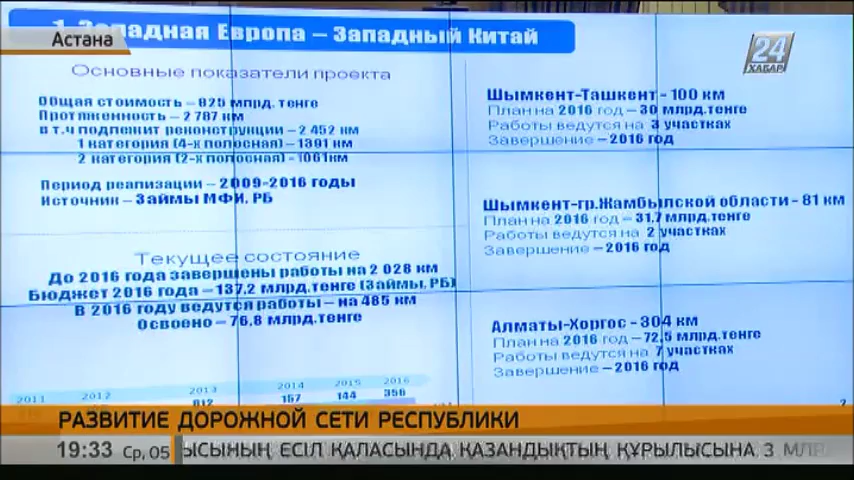 Астана
1. Западная Европа – Западный Китай
24
ХАБАР
Основные показатели проекта
Общая стоимость – 825 млрд. тенге
Протяженность – 2 787 км
в т.ч подлежит реконструкции – 2 452 км
1 категория (4-х полосная) – 1391 км
2 категория (2-х полосная) – 1061км
Период реализации – 2009-2016 годы
Источник – Займы МФИ, РБ
Текущее состояние
До 2016 года завершены работы на 2 028 км
Бюджет 2016 года – 137,2 млрд.тенге (Займы, РБ)
В 2016 году ведутся работы – на 485 км
Освоено – 76,8 млрд.тенге
2011 2012 2013 2014 2015 2016
812 157 144 356
Шымкент-Ташкент - 100 км
План на 2016 год – 30 млрд.тенге
Работы ведутся на 3 участках
Завершение – 2016 год
Шымкент-гр.Жамбылской области - 81 км
План на 2016 год – 31,7 млрд.тенге
Работы ведутся на 2 участках
Завершение – 2016 год
Алматы-Хоргос - 304 км
План на 2016 год – 72,5 млрд.тенге
Работы ведутся на 7 участках
Завершение – 2016 год
2
РАЗВИТИЕ ДОРОЖНОЙ СЕТИ РЕСПУБЛИКИ
19:33 Ср, 05 ЫСЫНЫҢ ЕСІЛ ҚАЛАСЫНДА ҚАЗАНДЫҚТЫҢ ҚҰРЫЛЫСЫНА 3 МЛР